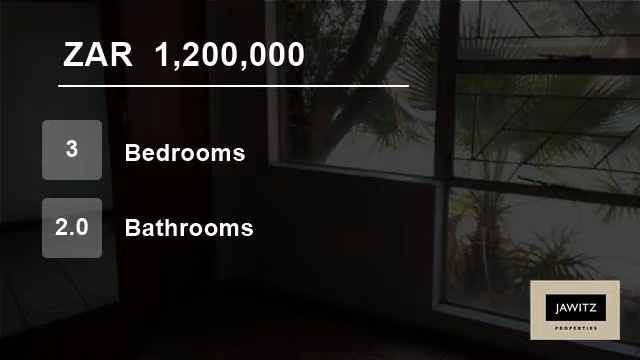 ZAR 1,200,000
3
Bedrooms
2.0
Bathrooms
JAWITZ
PROPERTIES